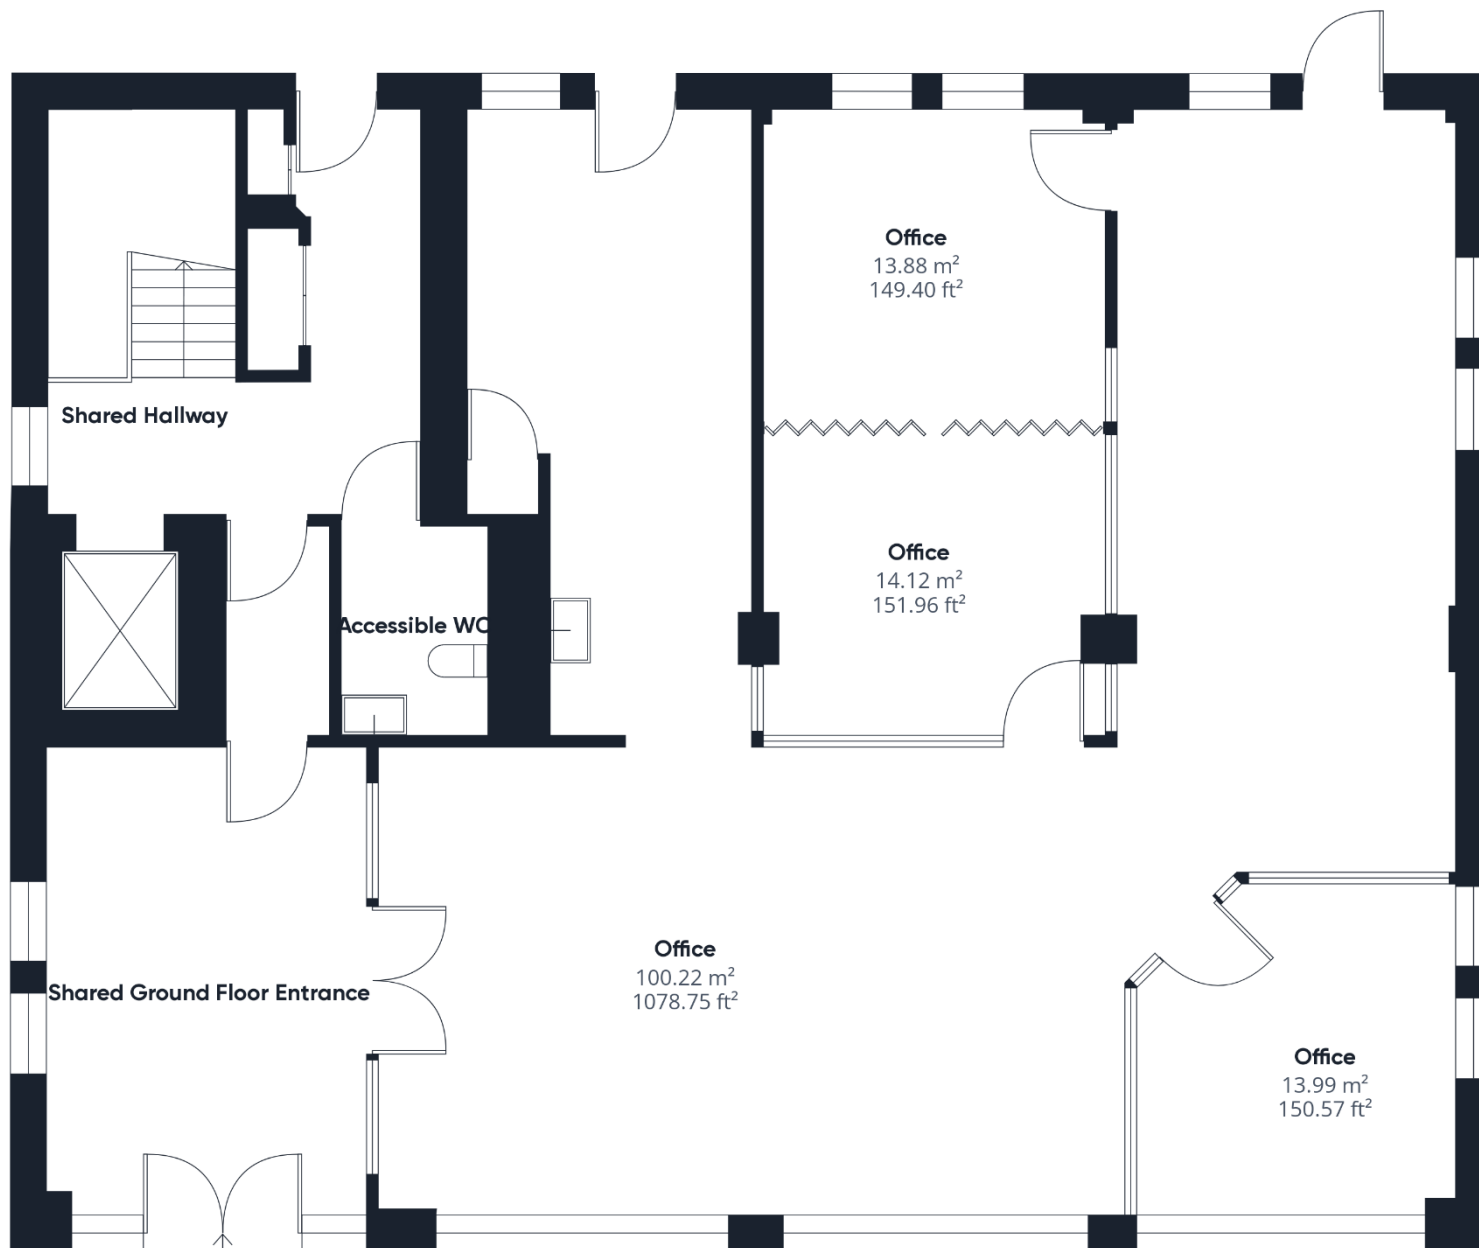 Office
13.88 m²
149.40 ft²
Shared Hallway
Office
14.12 m²
151.96 ft²
Accessible WC
Office
100.22 m²
1078.75 ft²
Shared Ground Floor Entrance
Office
13.99 m²
150.57 ft²